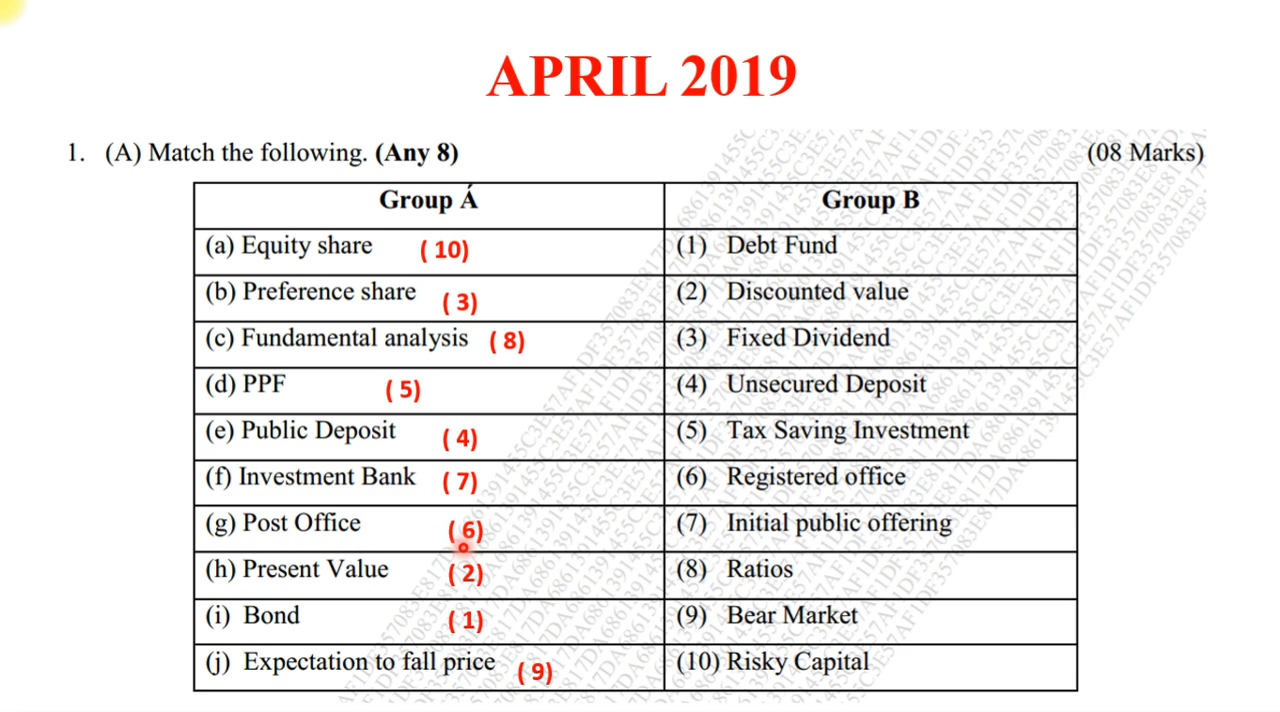 APRIL 2019
1. (A) Match the following. (Any 8) (08 Marks)
Group Á Group B
(a) Equity share ( 10) (1) Debt Fund
(b) Preference share ( 3) (2) Discounted value
(c) Fundamental analysis ( 8) (3) Fixed Dividend
(d) PPF ( 5) (4) Unsecured Deposit
(e) Public Deposit ( 4) (5) Tax Saving Investment
(f) Investment Bank ( 7) (6) Registered office
(g) Post Office ( 6) (7) Initial public offering
(h) Present Value ( 2) (8) Ratios
(i) Bond ( 1) (9) Bear Market
(j) Expectation to fall price ( 9) (10) Risky Capital